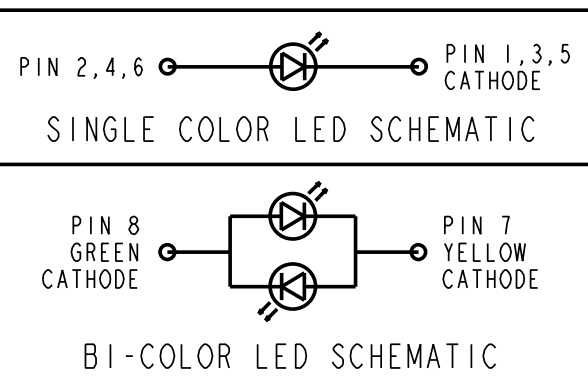 PIN 2,4,6
PIN 1,3,5
CATHODE
SINGLE COLOR LED SCHEMATIC
PIN 8
GREEN
CATHODE
PIN 7
YELLOW
CATHODE
BI-COLOR LED SCHEMATIC